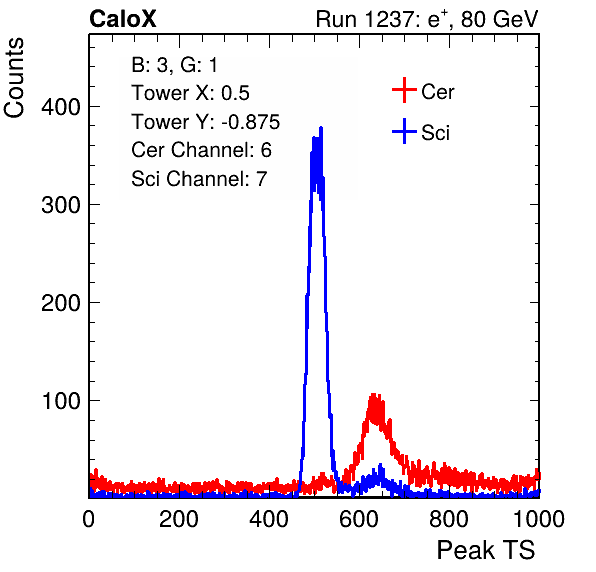 CaloX Run 1237: e+, 80 GeV
Counts
B: 3, G: 1
Tower X: 0.5
Tower Y: -0.875
Cer Channel: 6
Sci Channel: 7
Cer
Sci
400
300
200
100
0 200 400 600 800 1000
Peak TS